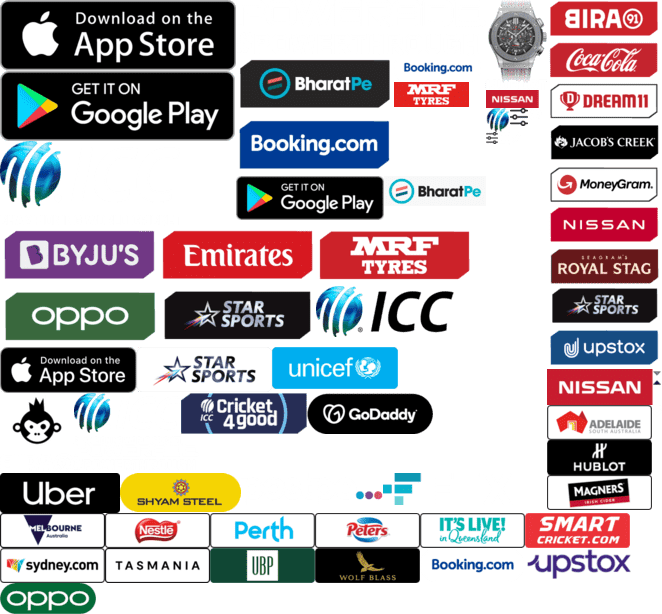 Download on the
App Store
BIRA 91
GET IT ON
Google Play
BharatPe
Booking.com
MRF
TYRES
NISSAN
Coca-Cola
DREAM11
Booking.com
JACOB'S CREEK
GET IT ON
Google Play
BharatPe
MoneyGram.
NISSAN
BYJU'S
Emirates
MRF
TYRES
SEAGRAM'S
ROYAL STAG
OPPO
STAR
SPORTS
ICC
STAR
SPORTS
upstox
Download on the
App Store
STAR
SPORTS
unicef
NISSAN
ICC
Cricket
4good
GoDaddy
ADELAIDE
SOUTH AUSTRALIA
H
HUBLOT
Uber
SHYAM STEEL
MAGNERS
IRISH CIDER
MELBOURNE
Australia
Nestlé
Perth
Peters
IT'S LIVE!
in Queensland
SMART
CRICKET.COM
sydney.com
TASMANIA
UBP
WOLF BLASS
Booking.com
upstox
oppo